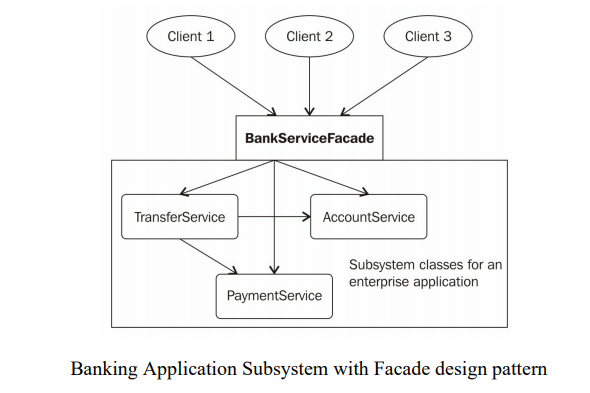 Client 1
Client 2
Client 3
BankServiceFacade
TransferService
AccountService
Subsystem classes for an
enterprise application
PaymentService
Banking Application Subsystem with Facade design pattern